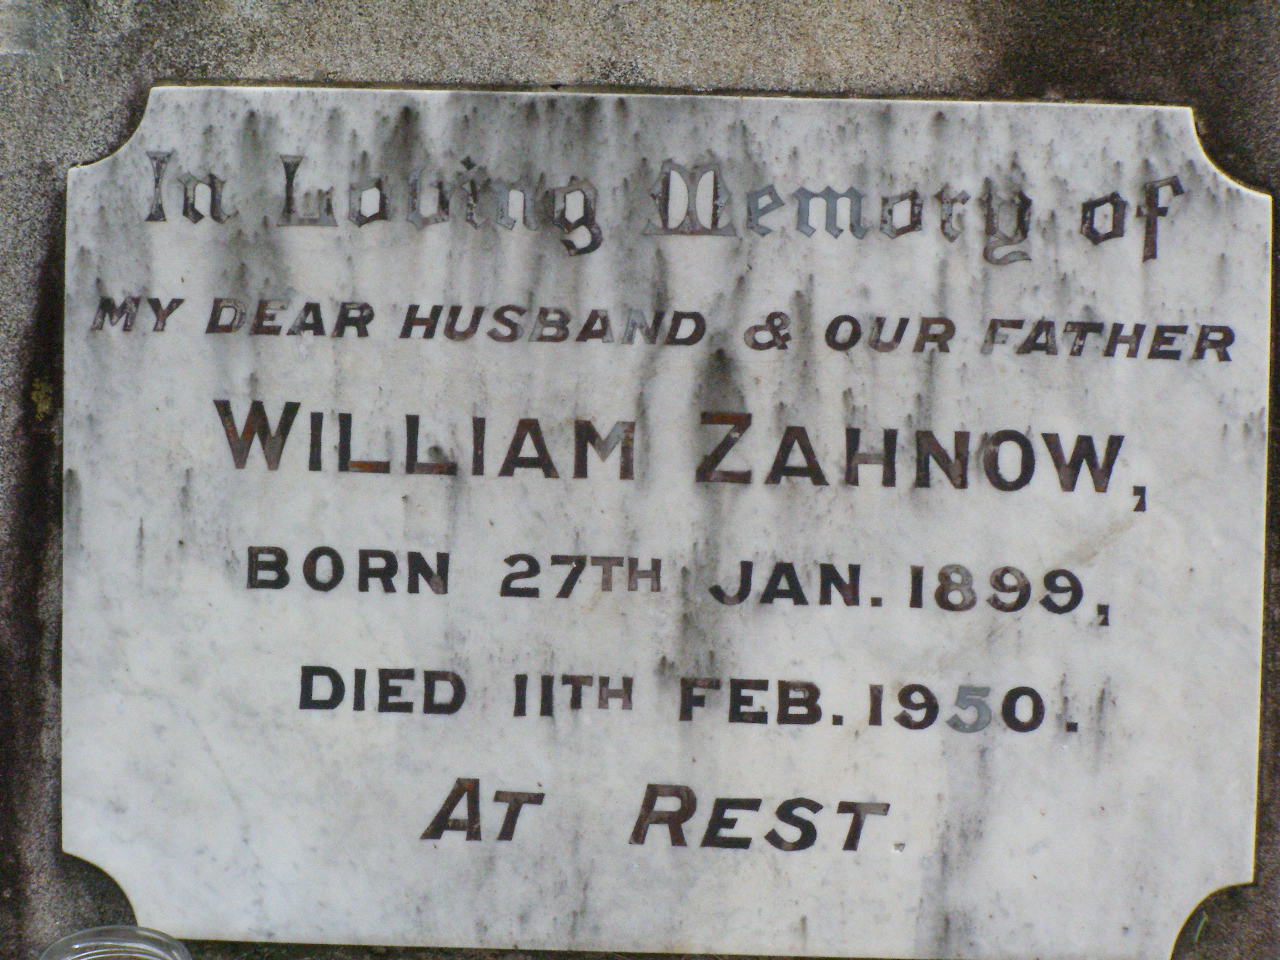 In Loving Memory of
MY DEAR HUSBAND & OUR FATHER
WILLIAM ZAHNOW,
BORN 27TH JAN. 1899,
DIED 11TH FEB. 1950.
AT REST.